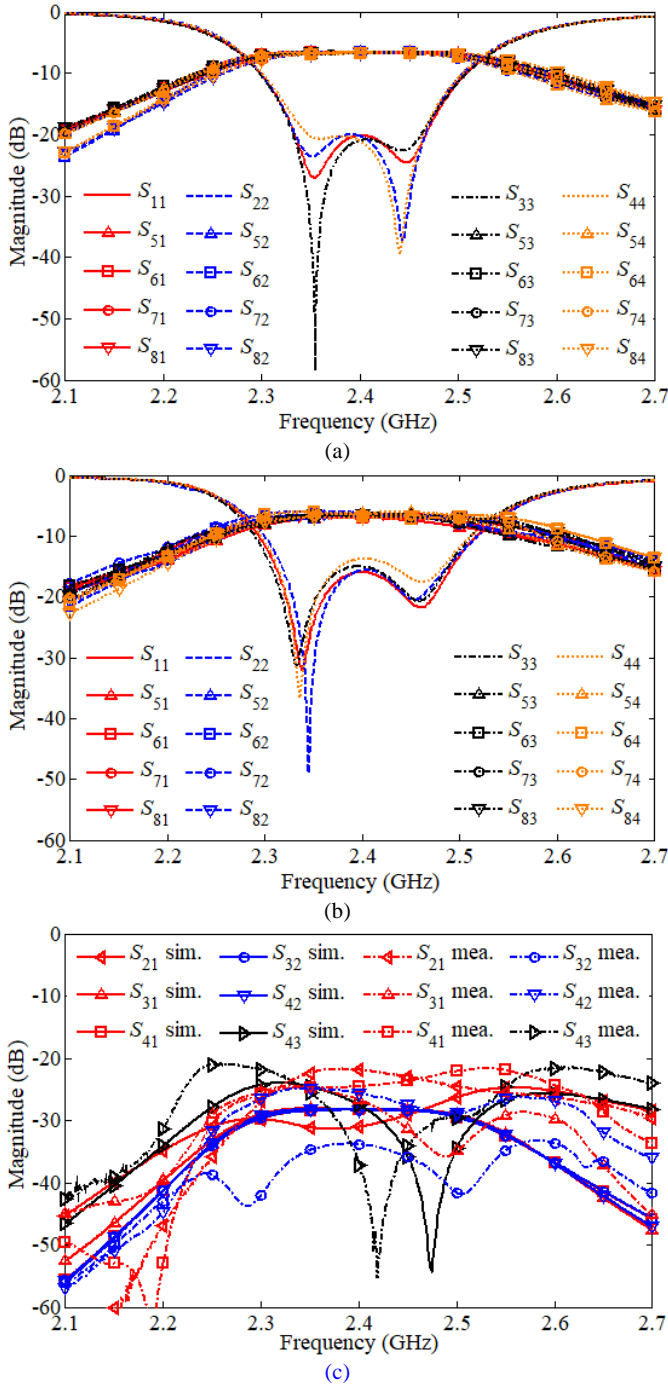 0
-10
-20
-30
-40
-50
-60
Magnitude (dB)
S11 S22 S33 S44
S51 S52 S53 S54
S61 S62 S63 S64
S71 S72 S73 S74
S81 S82 S83 S84
2.1 2.2 2.3 2.4 2.5 2.6 2.7
Frequency (GHz)
(a)
0
-10
-20
-30
-40
-50
-60
Magnitude (dB)
S11 S22 S33 S44
S51 S52 S53 S54
S61 S62 S63 S64
S71 S72 S73 S74
S81 S82 S83 S84
2.1 2.2 2.3 2.4 2.5 2.6 2.7
Frequency (GHz)
(b)
0
-10
-20
-30
-40
-50
-60
Magnitude (dB)
S21 sim. S32 sim. S21 mea. S32 mea.
S31 sim. S42 sim. S31 mea. S42 mea.
S41 sim. S43 sim. S41 mea. S43 mea.
2.1 2.2 2.3 2.4 2.5 2.6 2.7
Frequency (GHz)
(c)